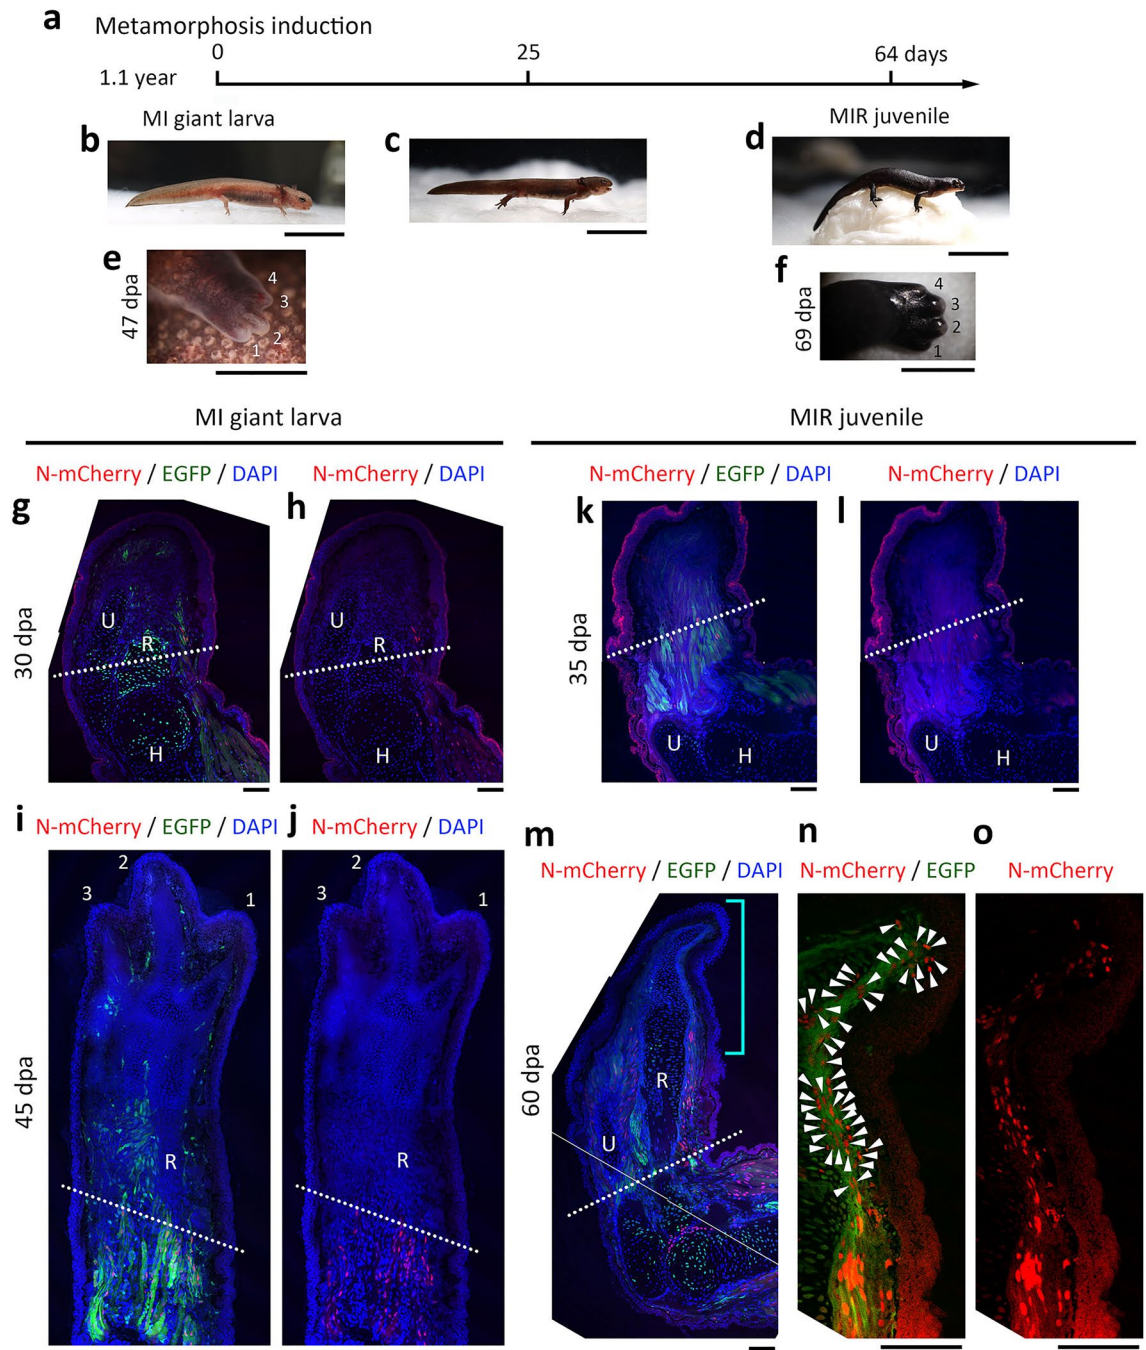 a
Metamorphosis induction
0 25 64 days
1.1 year
MI giant larva MIR juvenile
b c d
e f
47 dpa
4
3
2
1
69 dpa
4
3
2
1
MI giant larva MIR juvenile
N-mCherry / EGFP / DAPI N-mCherry / DAPI N-mCherry / EGFP / DAPI N-mCherry / DAPI
g h k l
30 dpa
U R H
U R H
35 dpa
U H
U H
i N-mCherry / EGFP / DAPI j N-mCherry / DAPI
m n o
N-mCherry / EGFP / DAPI N-mCherry / EGFP N-mCherry
45 dpa
3 2 1
R
3 2 1
R
60 dpa
R
U